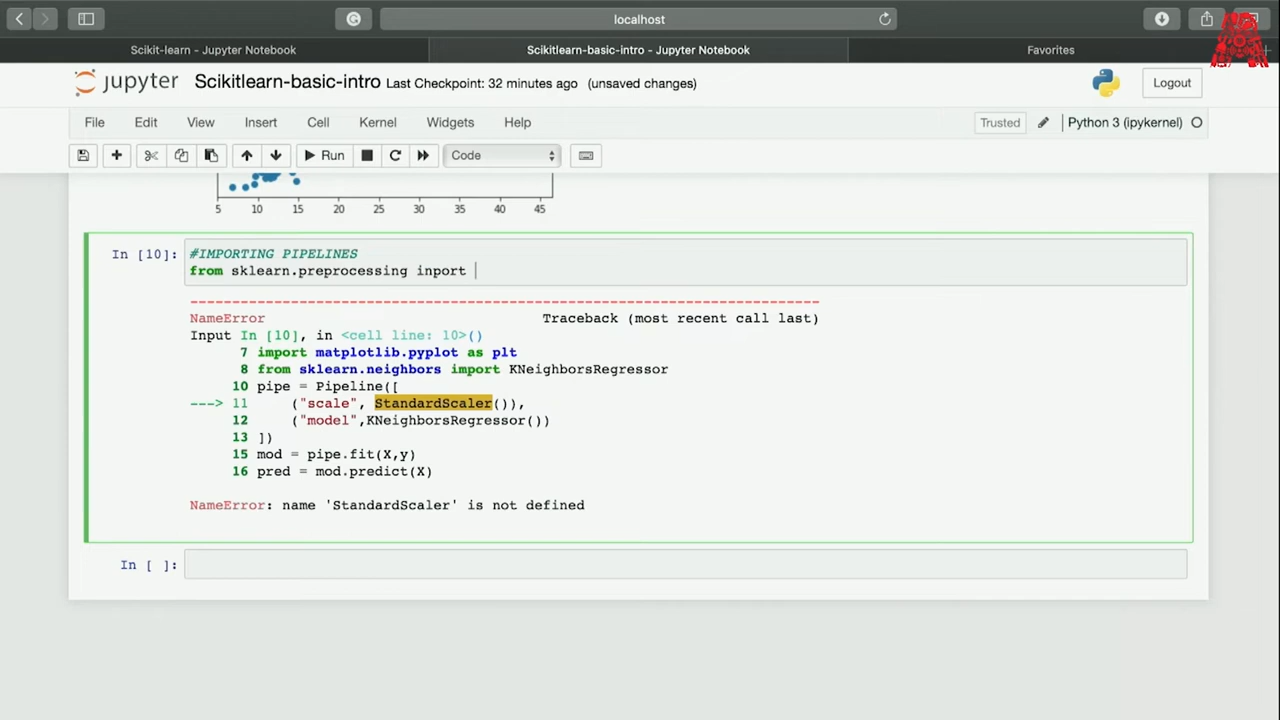 localhost
Scikit-learn - Jupyter Notebook
Scikitlearn-basic-intro - Jupyter Notebook
Favorites
jupyter Scikitlearn-basic-intro Last Checkpoint: 32 minutes ago (unsaved changes)
Logout
File Edit View Insert Cell Kernel Widgets Help
Trusted
Python 3 (ipykernel)
Run
Code
5 10 15 20 25 30 35 40 45
In [10]: #IMPORTING PIPELINES
from sklearn.preprocessing inport
---------------------------------------------------------------------------
NameError Traceback (most recent call last)
Input In [10], in <cell line: 10>()
7 import matplotlib.pyplot as plt
8 from sklearn.neighbors import KNeighborsRegressor
10 pipe = Pipeline([
---> 11 ("scale", StandardScaler()),
12 ("model",KNeighborsRegressor())
13 ])
15 mod = pipe.fit(X,y)
16 pred = mod.predict(X)
NameError: name 'StandardScaler' is not defined
In [ ]: